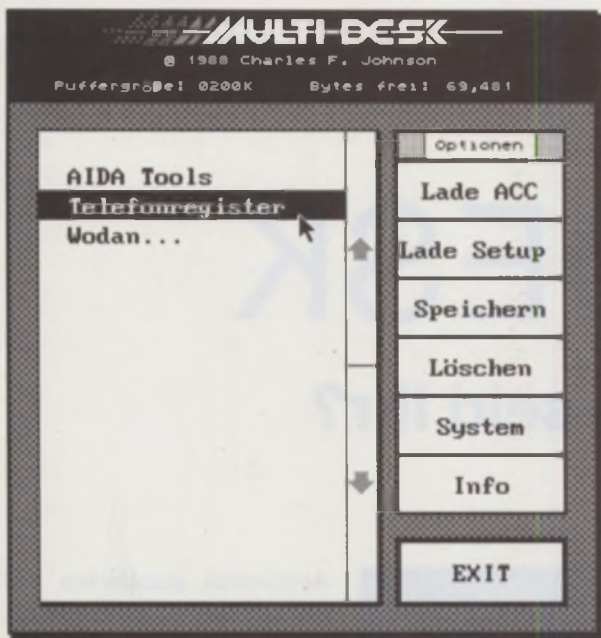 MULTI DESK
© 1988 Charles F. Johnson
Puffergröße: 0200K Bytes frei: 69,481
AIDA Tools
Telefonregister
Wodan...
Optionen
Lade ACC
Lade Setup
Speichern
Löschen
System
Info
EXIT